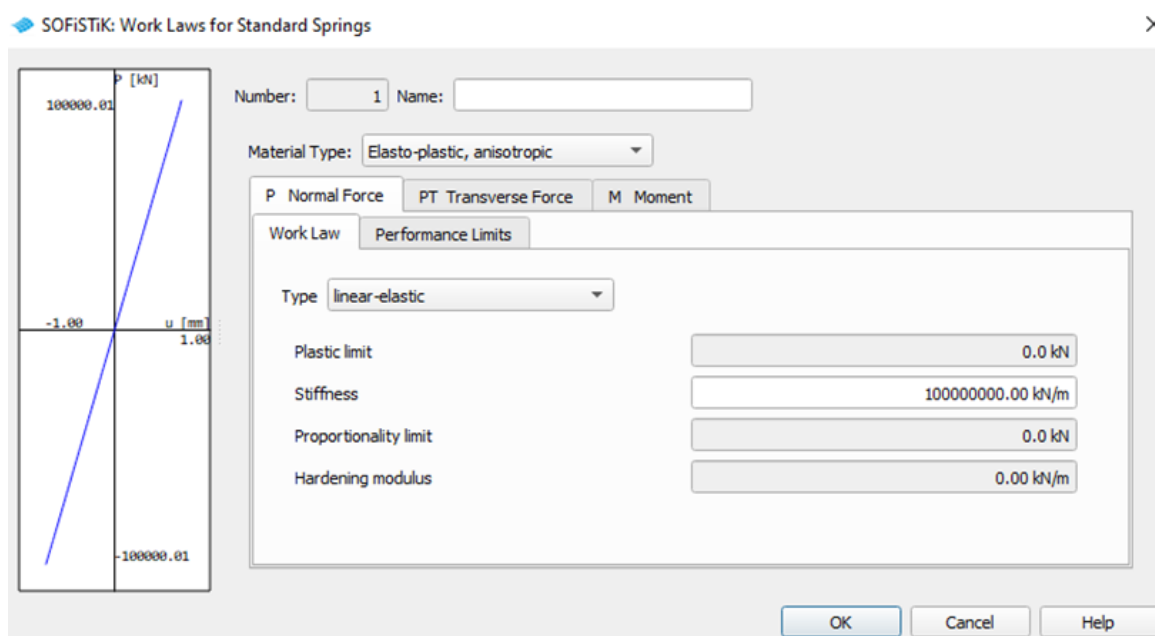 SOFiSTiK: Work Laws for Standard Springs
P [kN]
100000.01
-1.00
u [mm]
1.00
-100000.01
Number: 1 Name:
Material Type: Elasto-plastic, anisotropic
P Normal Force PT Transverse Force M Moment
Work Law Performance Limits
Type linear-elastic
Plastic limit 0.0 kN
Stiffness 100000000.00 kN/m
Proportionality limit 0.0 kN
Hardening modulus 0.00 kN/m
OK Cancel Help